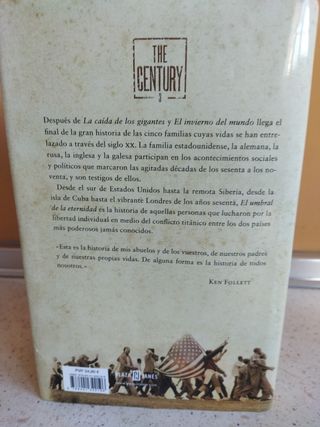 THE
CENTURY
3
Después de La caída de los gigantes y El invierno del mundo llega el
final de la gran historia de las cinco familias cuyas vidas se han entre-
lazado a través del siglo XX. La familia estadounidense, la alemana, la
rusa, la inglesa y la galesa participan en los acontecimientos sociales
y políticos que marcaron las agitadas décadas de los sesenta a los no-
venta, y son testigos de ellos.
Desde el sur de Estados Unidos hasta la remota Siberia, desde la
isla de Cuba hasta el vibrante Londres de los años sesenta, El umbral
de la eternidad es la historia de aquellas personas que lucharon por la
libertad individual en medio del conflicto titánico entre los dos países
más poderosos jamás conocidos.
«Esta es la historia de mis abuelos y de los vuestros, de nuestros padres
y de nuestras propias vidas. De alguna forma es la historia de todos
nosotros.»
KEN FOLLETT
PLAZA JANÉS